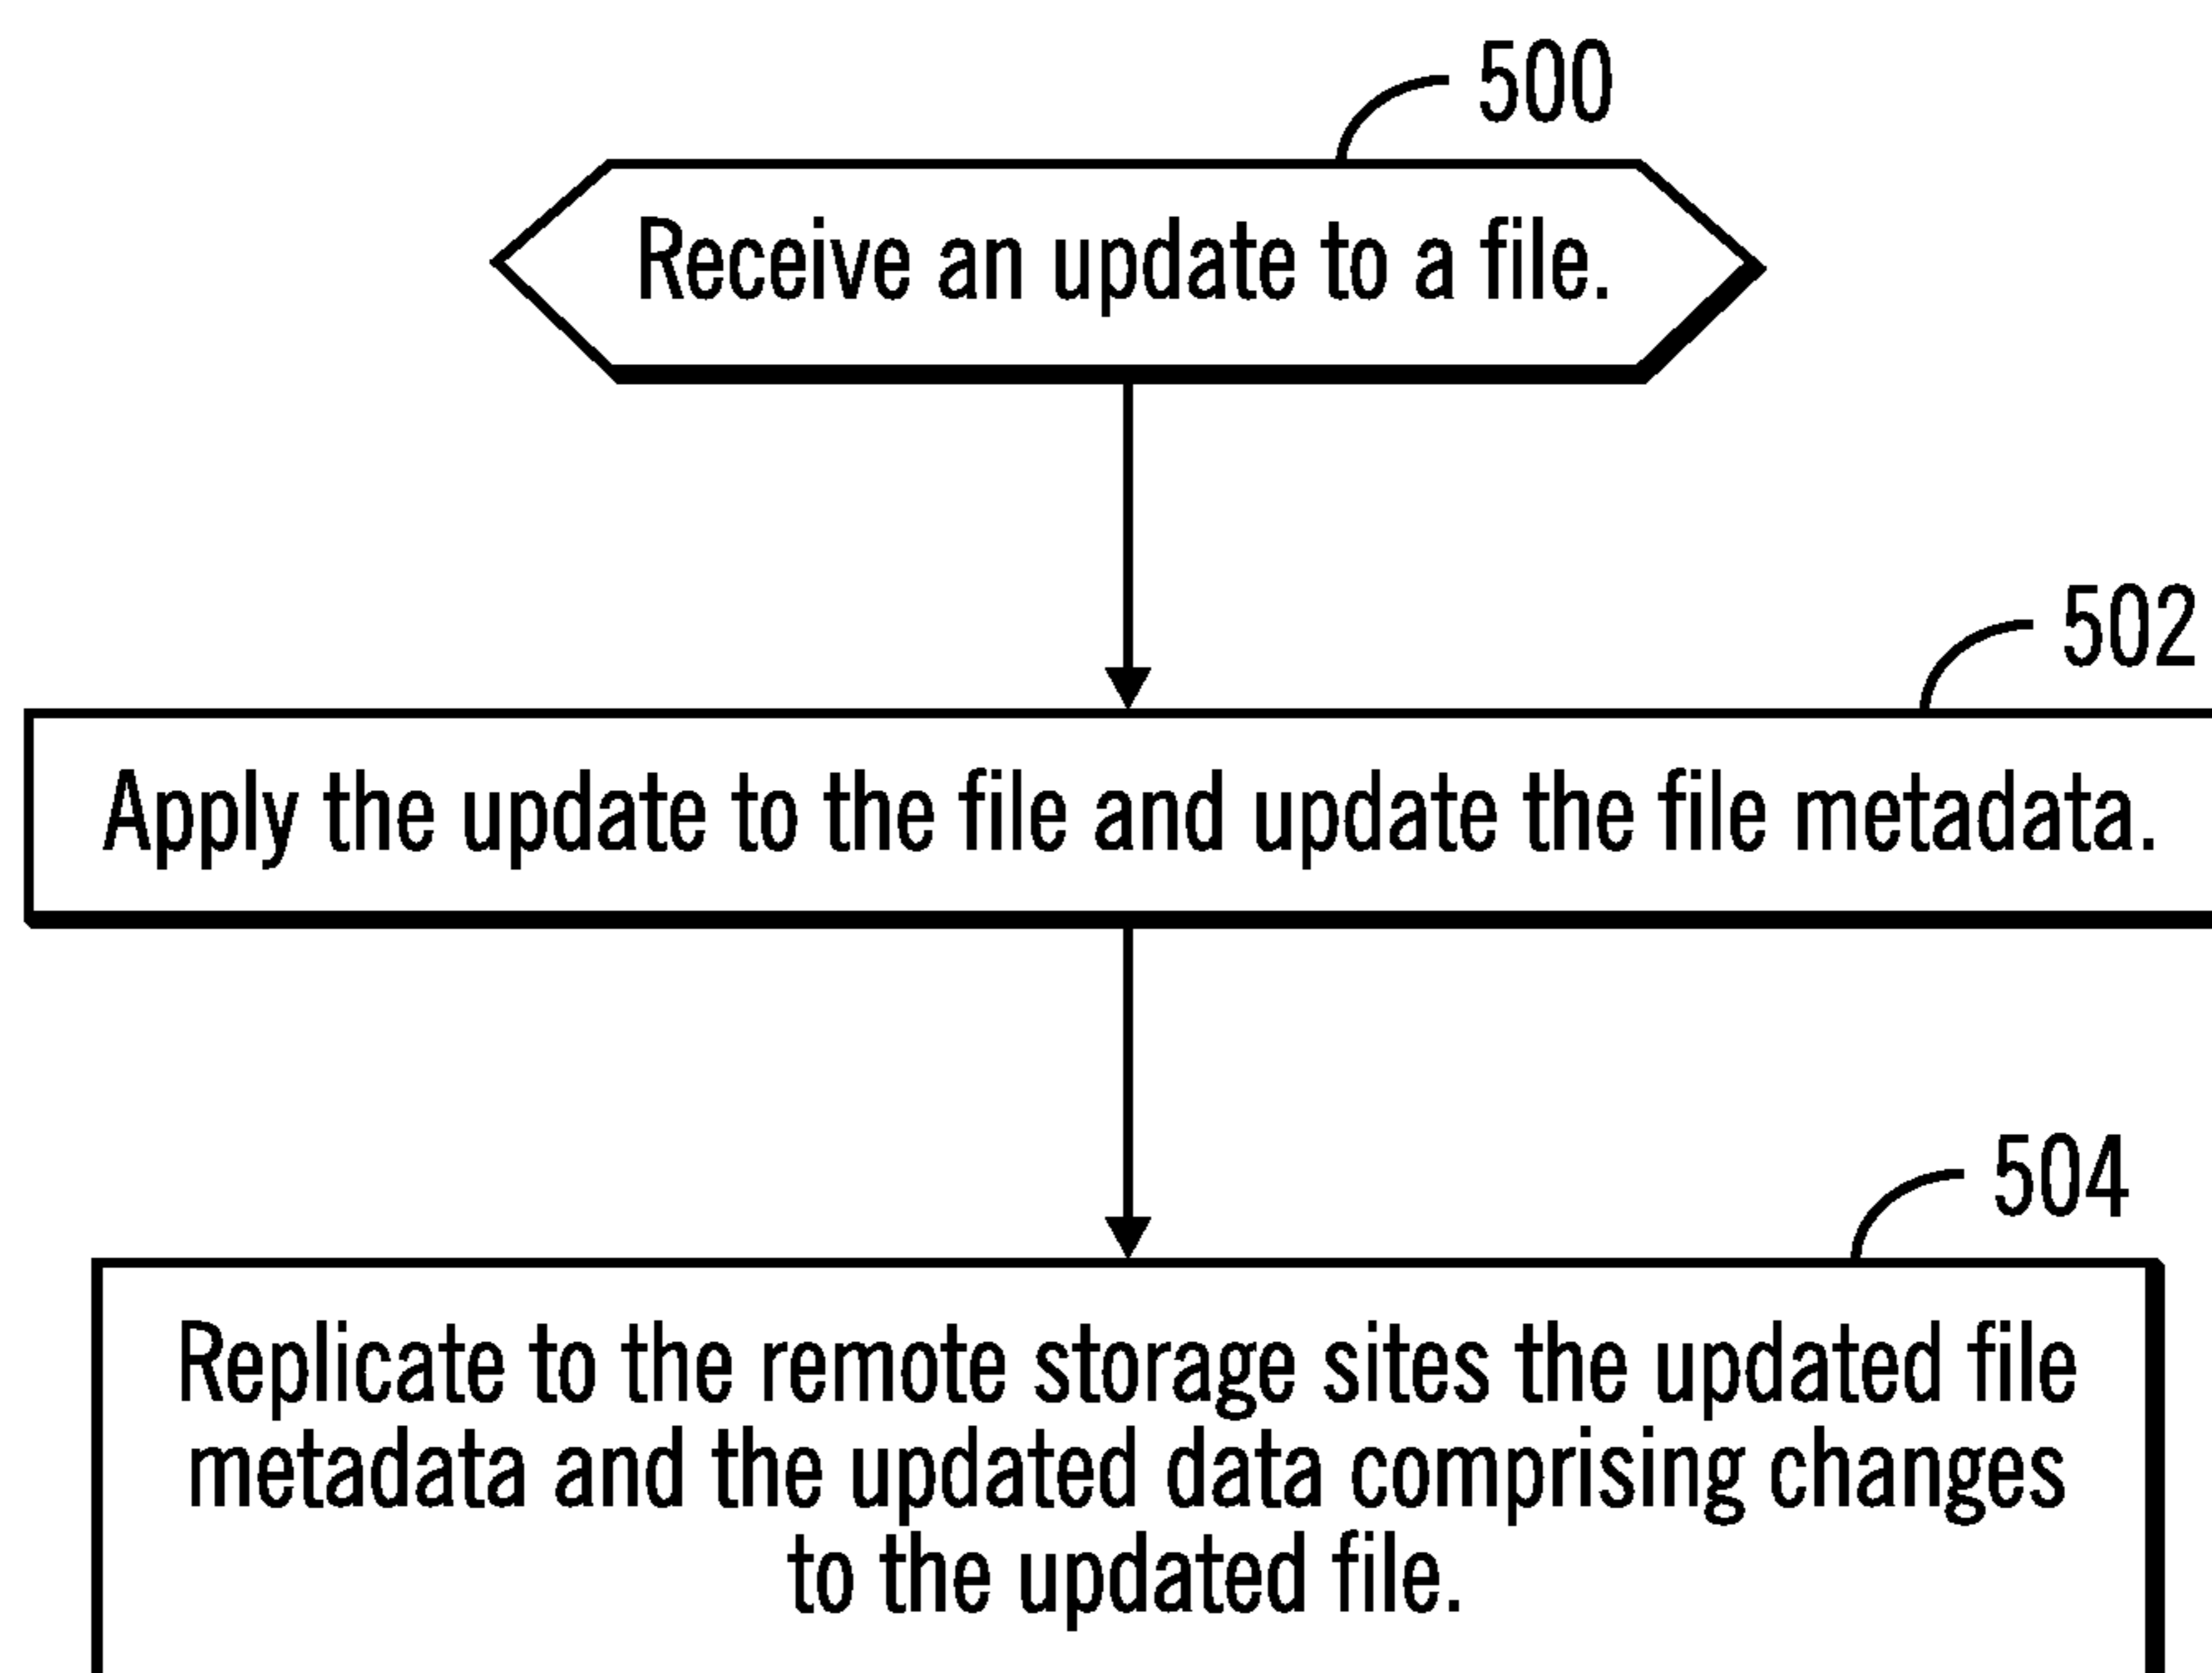 500
Receive an update to a file.
502
Apply the update to the file and update the file metadata.
504
Replicate to the remote storage sites the updated file
metadata and the updated data comprising changes
to the updated file.